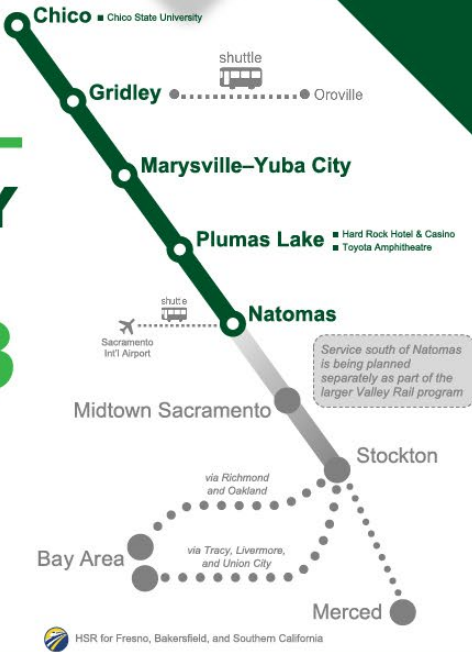 Chico ■ Chico State University
shuttle
Gridley
Oroville
Marysville–Yuba City
Plumas Lake
■ Hard Rock Hotel & Casino
■ Toyota Amphitheatre
Natomas
shuttle
Sacramento
Int'l Airport
Service south of Natomas
is being planned
separately as part of the
larger Valley Rail program
Midtown Sacramento
Stockton
via Richmond
and Oakland
Bay Area
via Tracy, Livermore,
and Union City
Merced
HSR for Fresno, Bakersfield, and Southern California